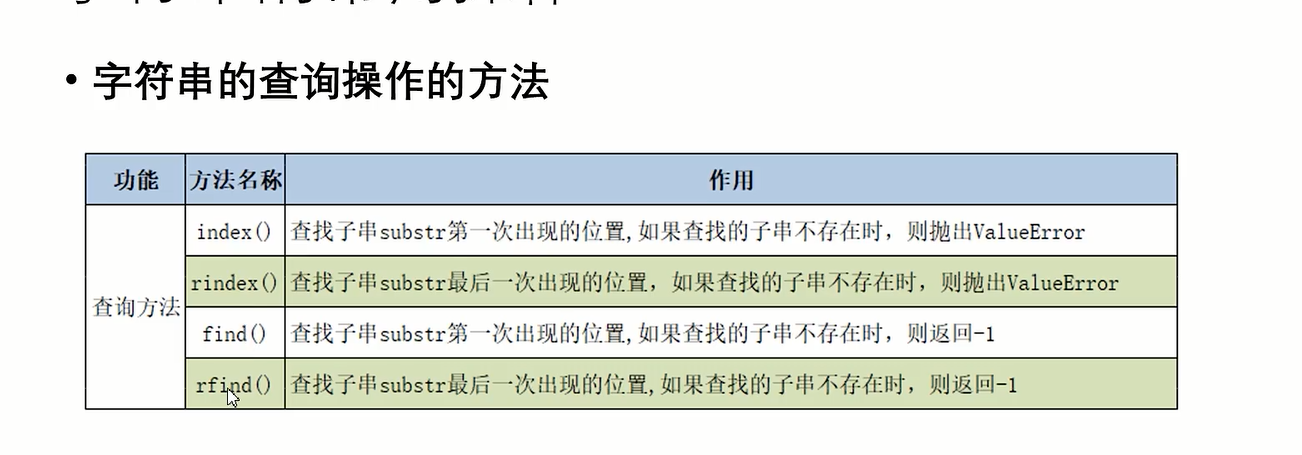 • 字符串的查询操作的方法
功能 方法名称 作用
查询方法
index() 查找子串substr第一次出现的位置,如果查找的子串不存在时，则抛出ValueError
rindex() 查找子串substr最后一次出现的位置，如果查找的子串不存在时，则抛出ValueError
find() 查找子串substr第一次出现的位置,如果查找的子串不存在时，则返回-1
rfind() 查找子串substr最后一次出现的位置,如果查找的子串不存在时，则返回-1